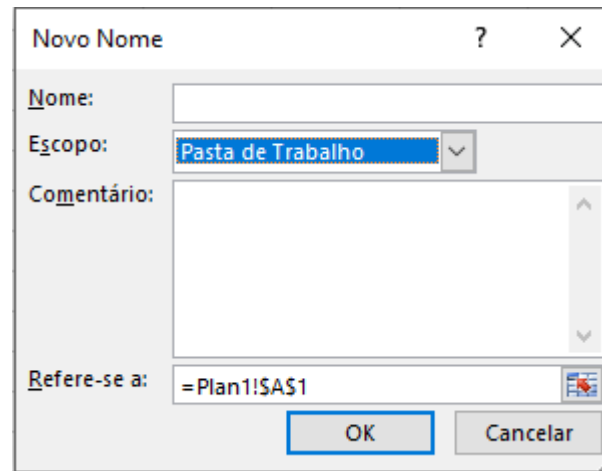 Novo Nome ?
Nome:
Escopo: Pasta de Trabalho
Comentário:
Refere-se a: =Plan1!$A$1
OK Cancelar